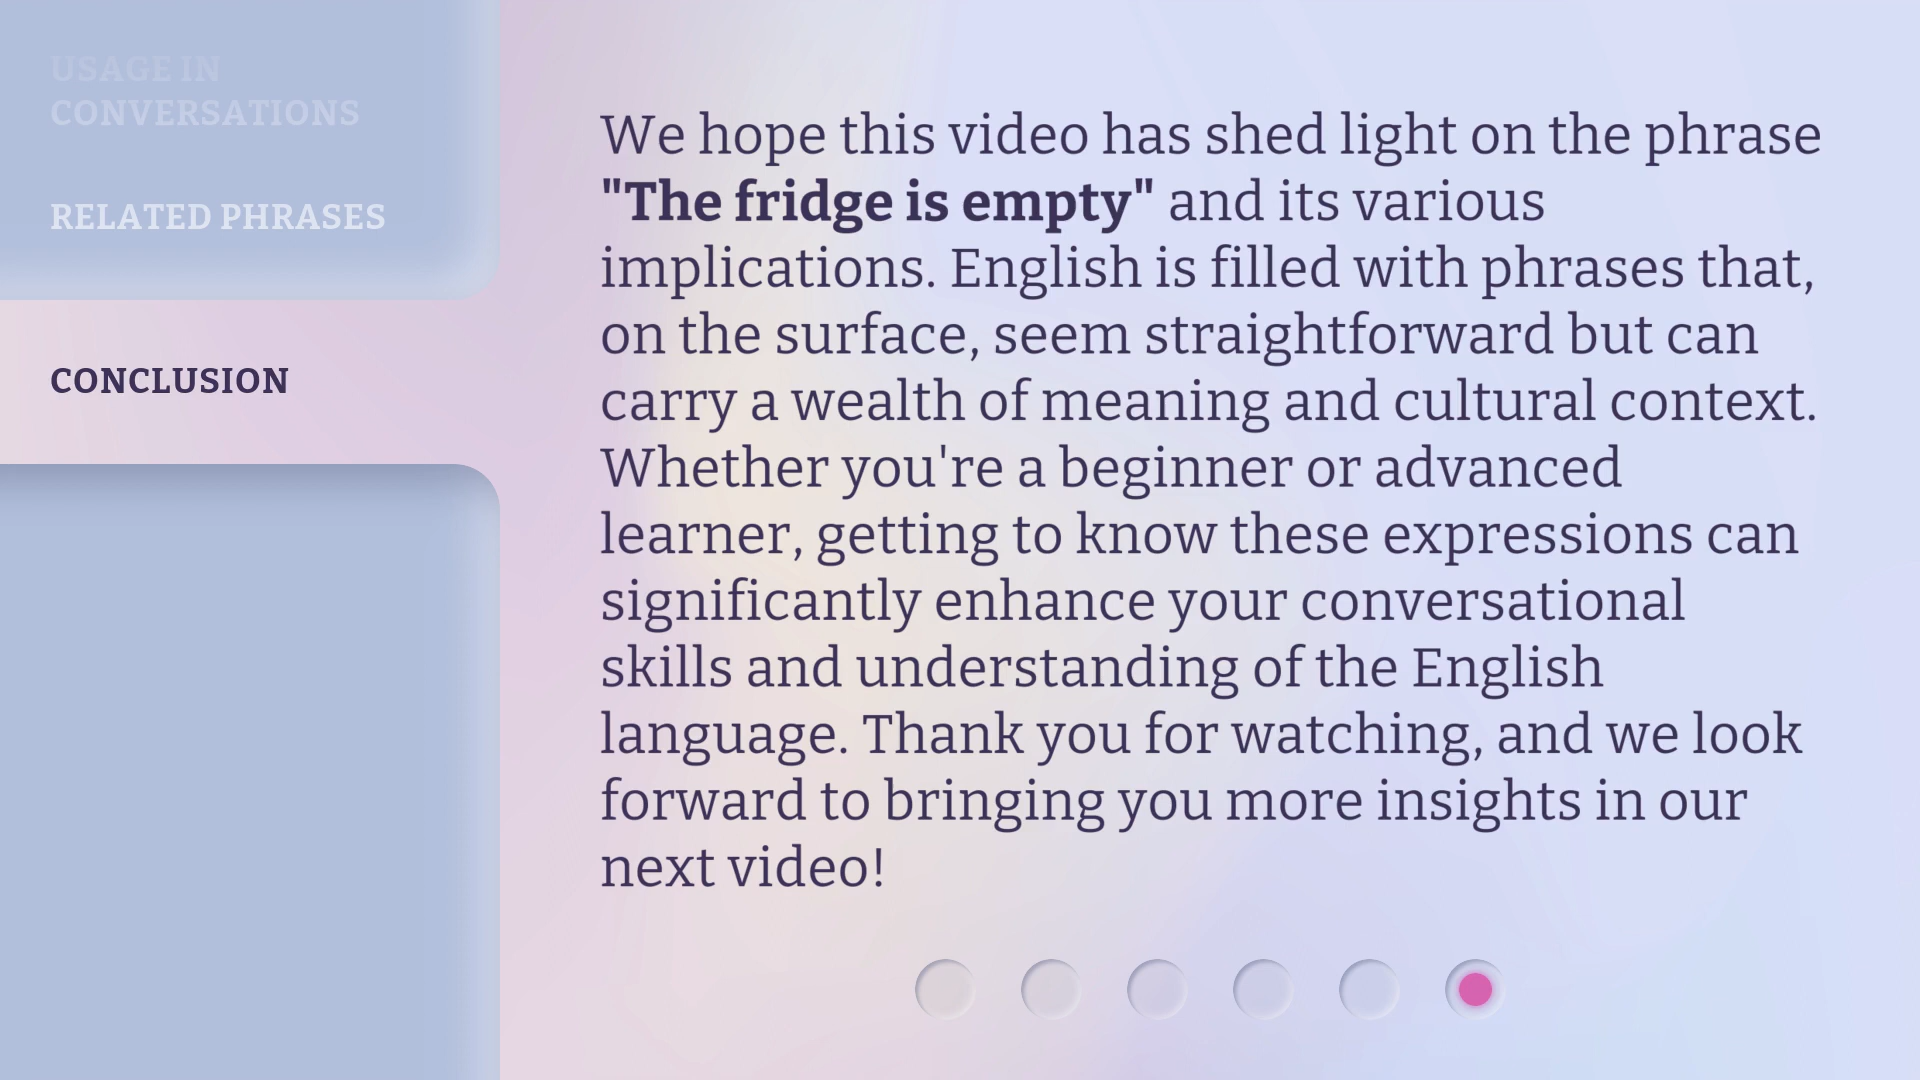 USAGE IN
CONVERSATIONS
RELATED PHRASES
CONCLUSION
We hope this video has shed light on the phrase
"The fridge is empty" and its various
implications. English is filled with phrases that,
on the surface, seem straightforward but can
carry a wealth of meaning and cultural context.
Whether you're a beginner or advanced
learner, getting to know these expressions can
significantly enhance your conversational
skills and understanding of the English
language. Thank you for watching, and we look
forward to bringing you more insights in our
next video!